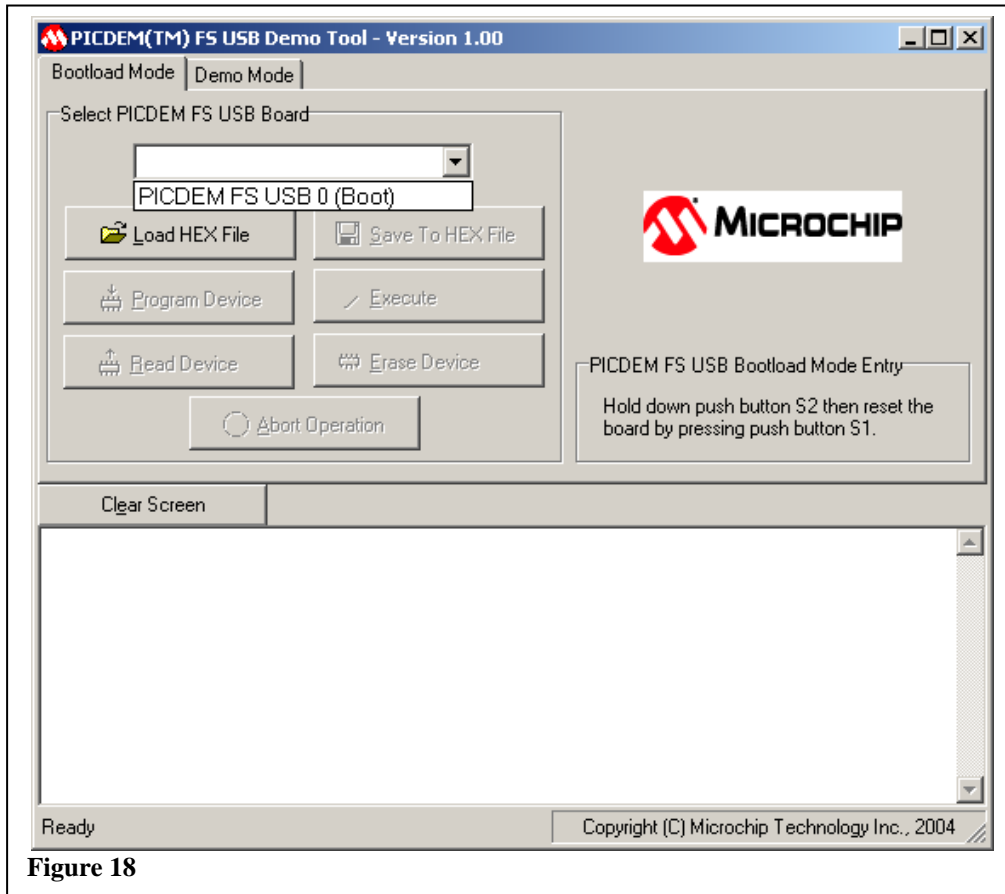 PICDEM(TM) FS USB Demo Tool - Version 1.00
Bootload Mode
Demo Mode
Select PICDEM FS USB Board
PICDEM FS USB 0 (Boot)
Load HEX File
Save To HEX File
Program Device
Execute
Read Device
Erase Device
Abort Operation
MICROCHIP
PICDEM FS USB Bootload Mode Entry
Hold down push button S2 then reset the
board by pressing push button S1.
Clear Screen
Ready
Copyright (C) Microchip Technology Inc., 2004
Figure 18